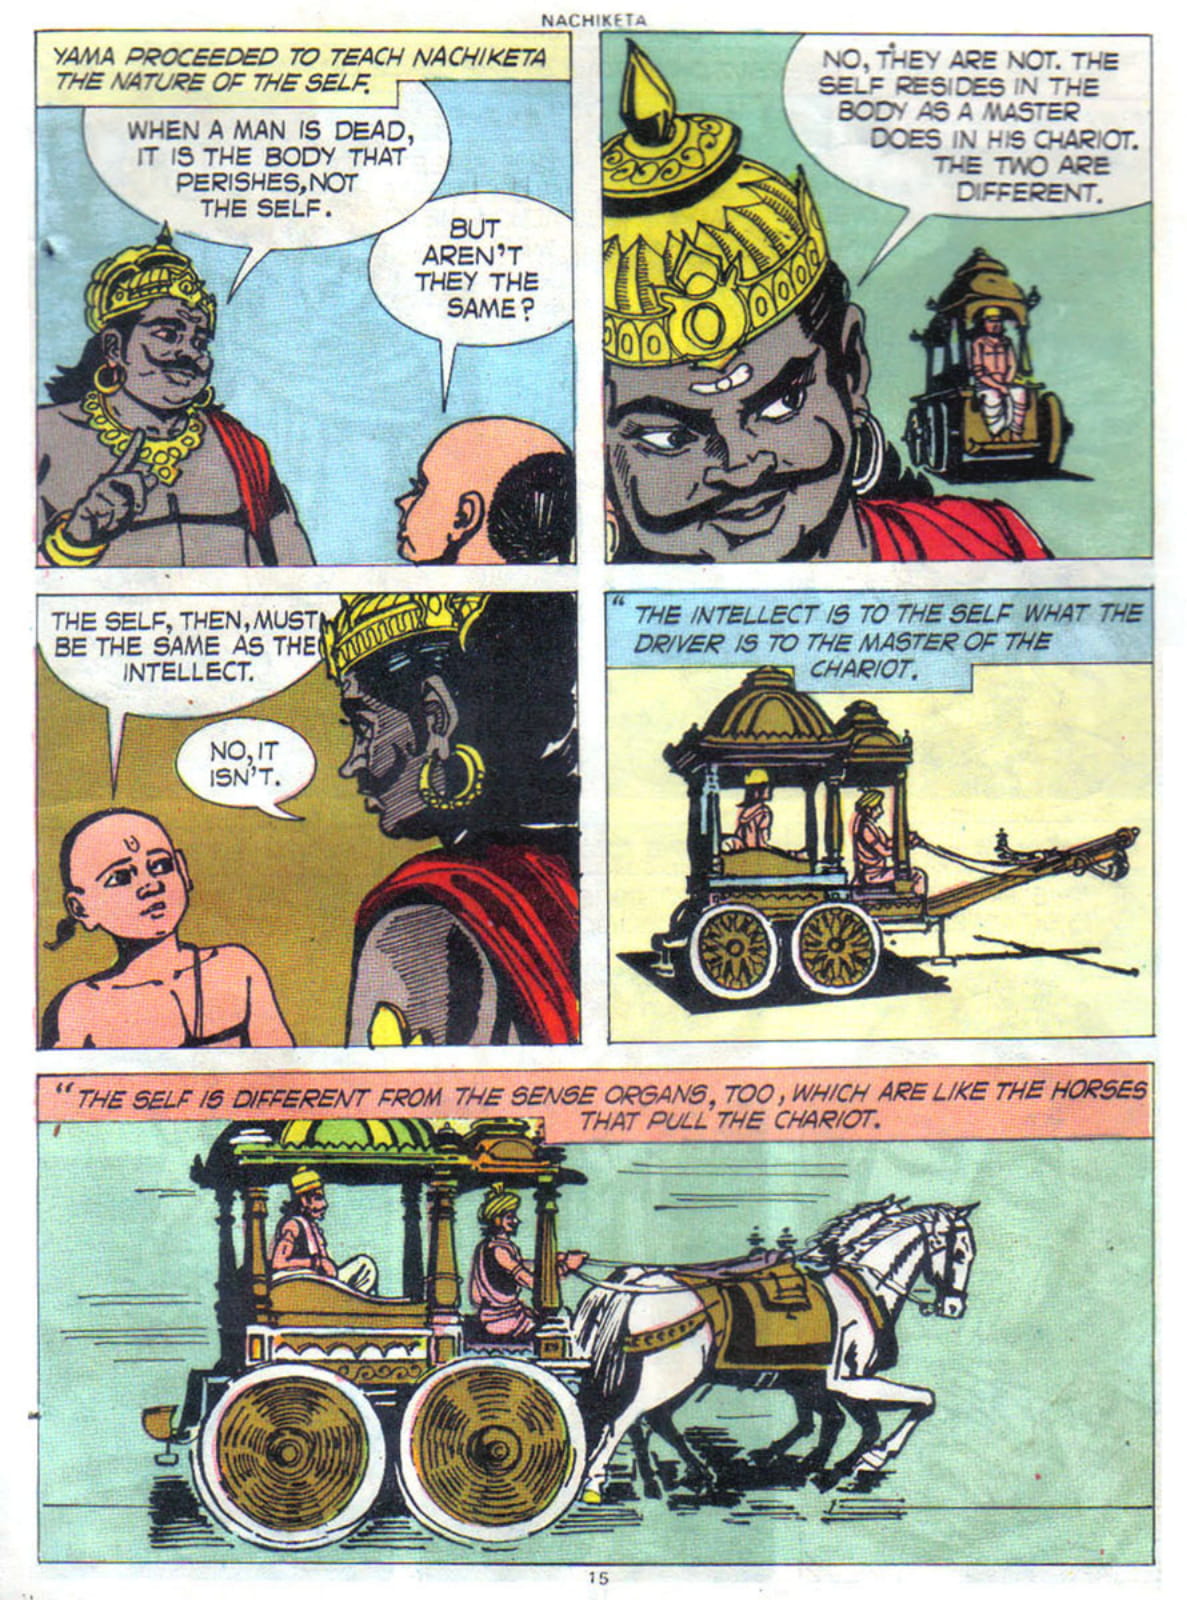 NACHIKETA
YAMA PROCEEDED TO TEACH NACHIKETA
THE NATURE OF THE SELF.
WHEN A MAN IS DEAD,
IT IS THE BODY THAT
PERISHES, NOT
THE SELF.
BUT
AREN'T
THEY THE
SAME?
NO, THEY ARE NOT. THE
SELF RESIDES IN THE
BODY AS A MASTER
DOES IN HIS CHARIOT.
THE TWO ARE
DIFFERENT.
THE SELF, THEN, MUST
BE THE SAME AS THE
INTELLECT.
NO, IT
ISN'T.
“THE INTELLECT IS TO THE SELF WHAT THE
DRIVER IS TO THE MASTER OF THE
CHARIOT.
“THE SELF IS DIFFERENT FROM THE SENSE ORGANS, TOO, WHICH ARE LIKE THE HORSES
THAT PULL THE CHARIOT.
15